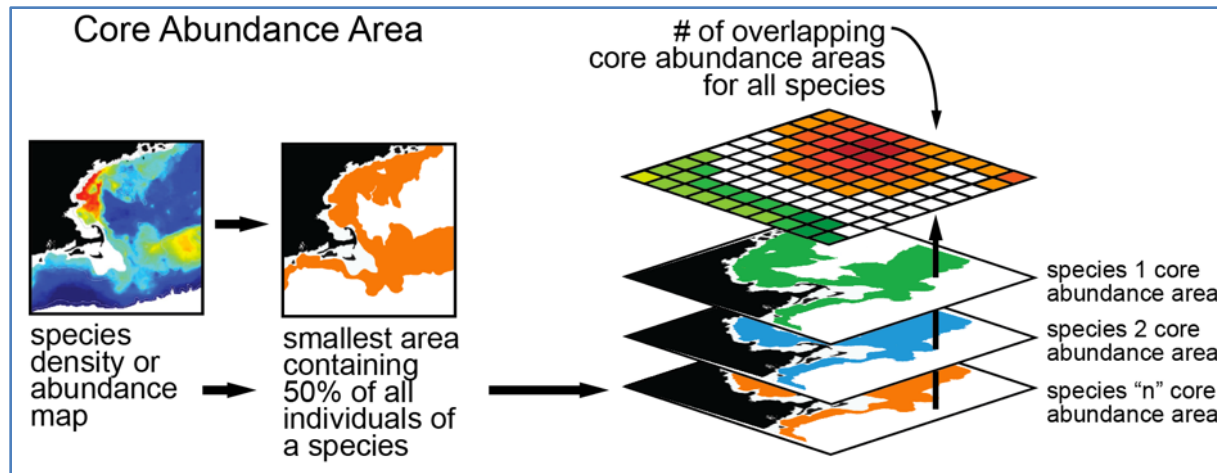 Core Abundance Area
# of overlapping
core abundance areas
for all species
species
density or
abundance
map
smallest area
containing
50% of all
individuals of
a species
species 1 core
abundance area
species 2 core
abundance area
species “n” core
abundance area